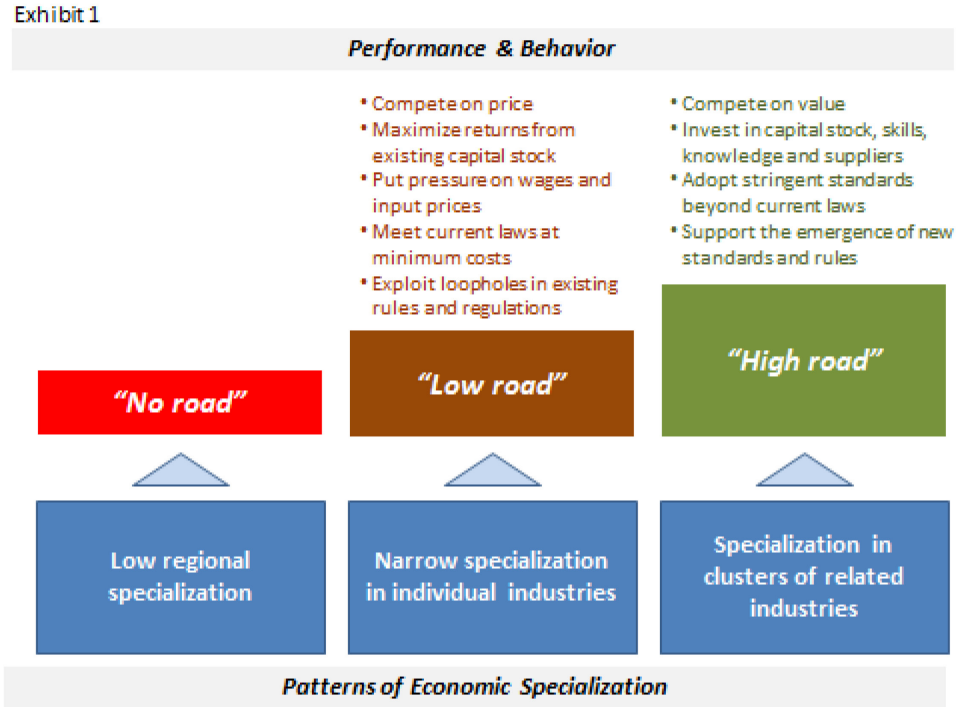 Exhibit 1
Performance & Behavior
• Compete on price
• Maximize returns from
existing capital stock
• Put pressure on wages and
input prices
• Meet current laws at
minimum costs
• Exploit loopholes in existing
rules and regulations
• Compete on value
• Invest in capital stock, skills,
knowledge and suppliers
• Adopt stringent standards
beyond current laws
• Support the emergence of new
standards and rules
“No road”
“Low road”
“High road”
Low regional
specialization
Narrow specialization
in individual industries
Specialization in
clusters of related
industries
Patterns of Economic Specialization